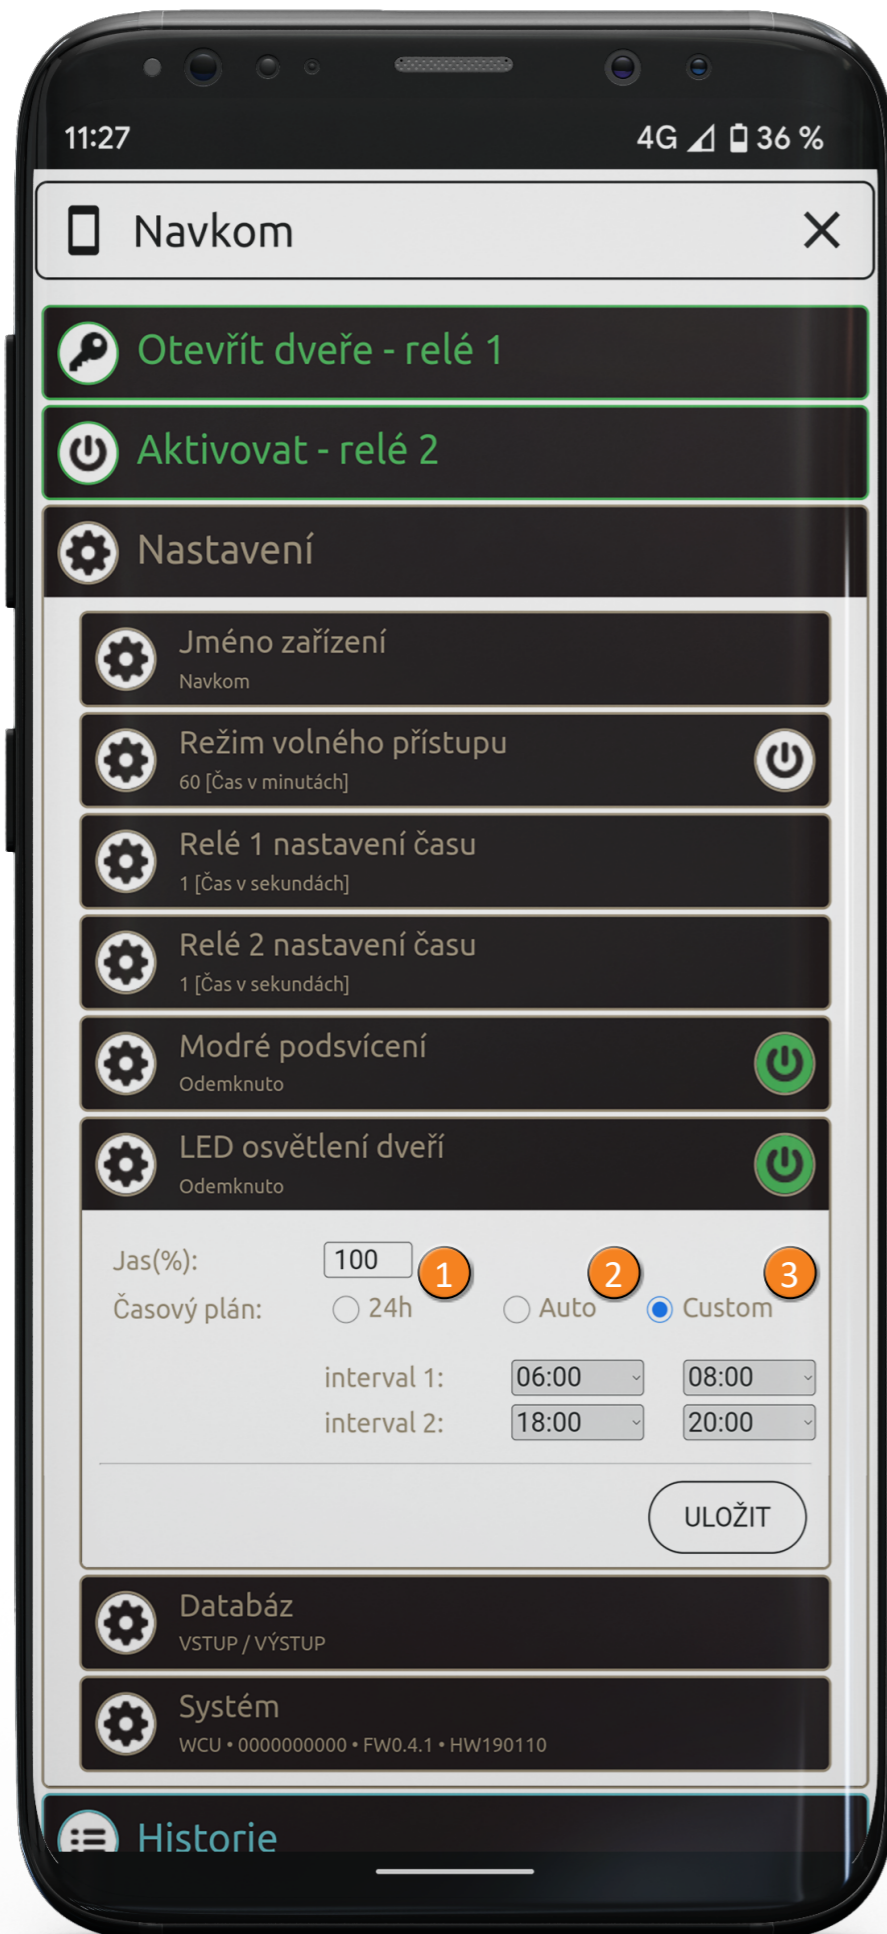 11:27 4G 36 %
Navkom
Otevřít dveře - relé 1
Aktivovat - relé 2
Nastavení
Jméno zařízení
Navkom
Režim volného přístupu
60 [Čas v minutách]
Relé 1 nastavení času
1 [Čas v sekundách]
Relé 2 nastavení času
1 [Čas v sekundách]
Modré podsvícení
Odemknuto
LED osvětlení dveří
Odemknuto
Jas(%): 100 1 2 3
Časový plán: 24h Auto Custom
interval 1: 06:00 08:00
interval 2: 18:00 20:00
ULOŽIT
Databáz
VSTUP / VÝSTUP
Systém
WCU • 0000000000 • FW0.4.1 • HW190110
Historie